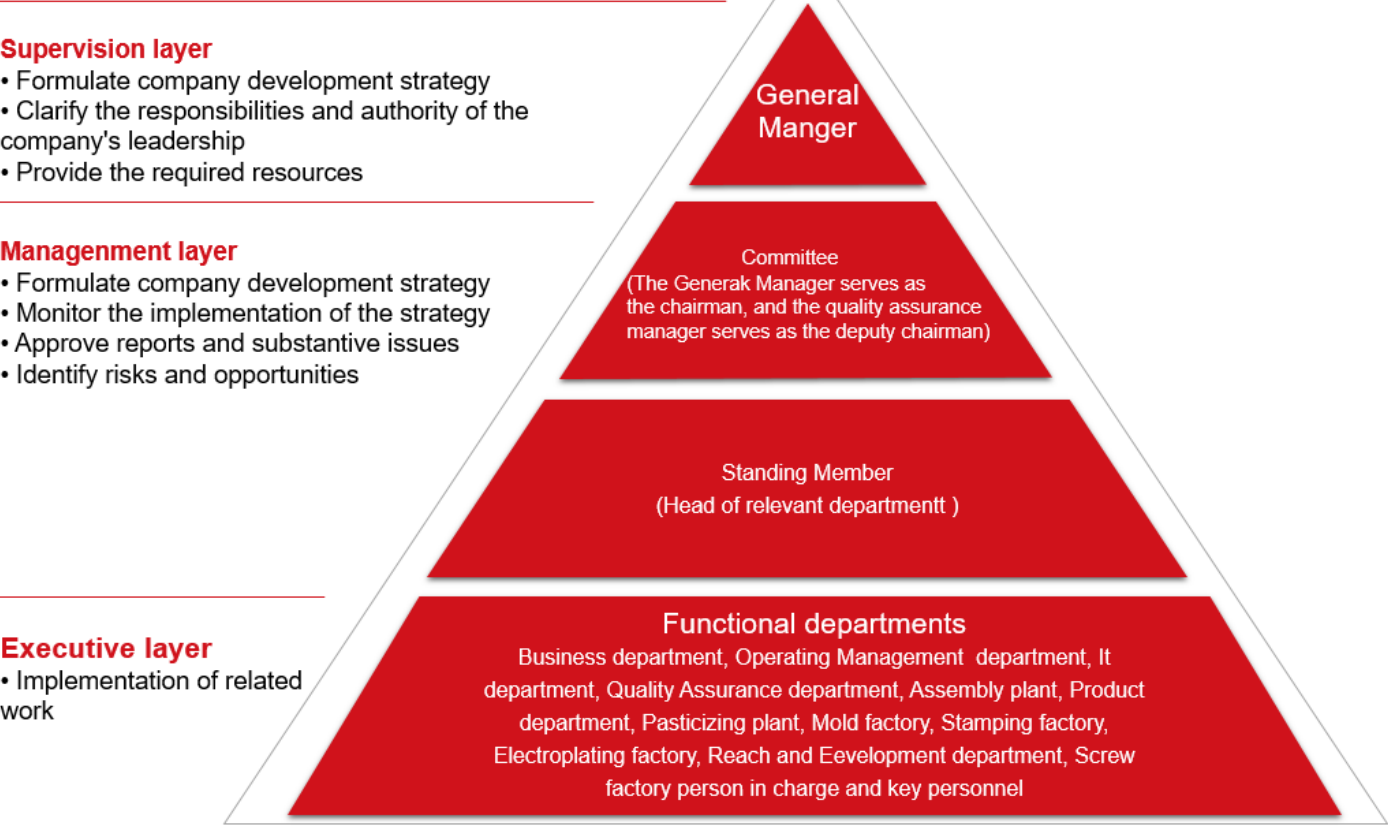 Supervision layer
• Formulate company development strategy
• Clarify the responsibilities and authority of the
company's leadership
• Provide the required resources
General
Manger
Managenment layer
• Formulate company development strategy
• Monitor the implementation of the strategy
• Approve reports and substantive issues
• Identify risks and opportunities
Committee
(The Generak Manager serves as
the chairman, and the quality assurance
manager serves as the deputy chairman)
Standing Member
(Head of relevant departmentt )
Executive layer
• Implementation of related
work
Functional departments
Business department, Operating Management department, It
department, Quality Assurance department, Assembly plant, Product
department, Pasticizing plant, Mold factory, Stamping factory,
Electroplating factory, Reach and Eevelopment department, Screw
factory person in charge and key personnel